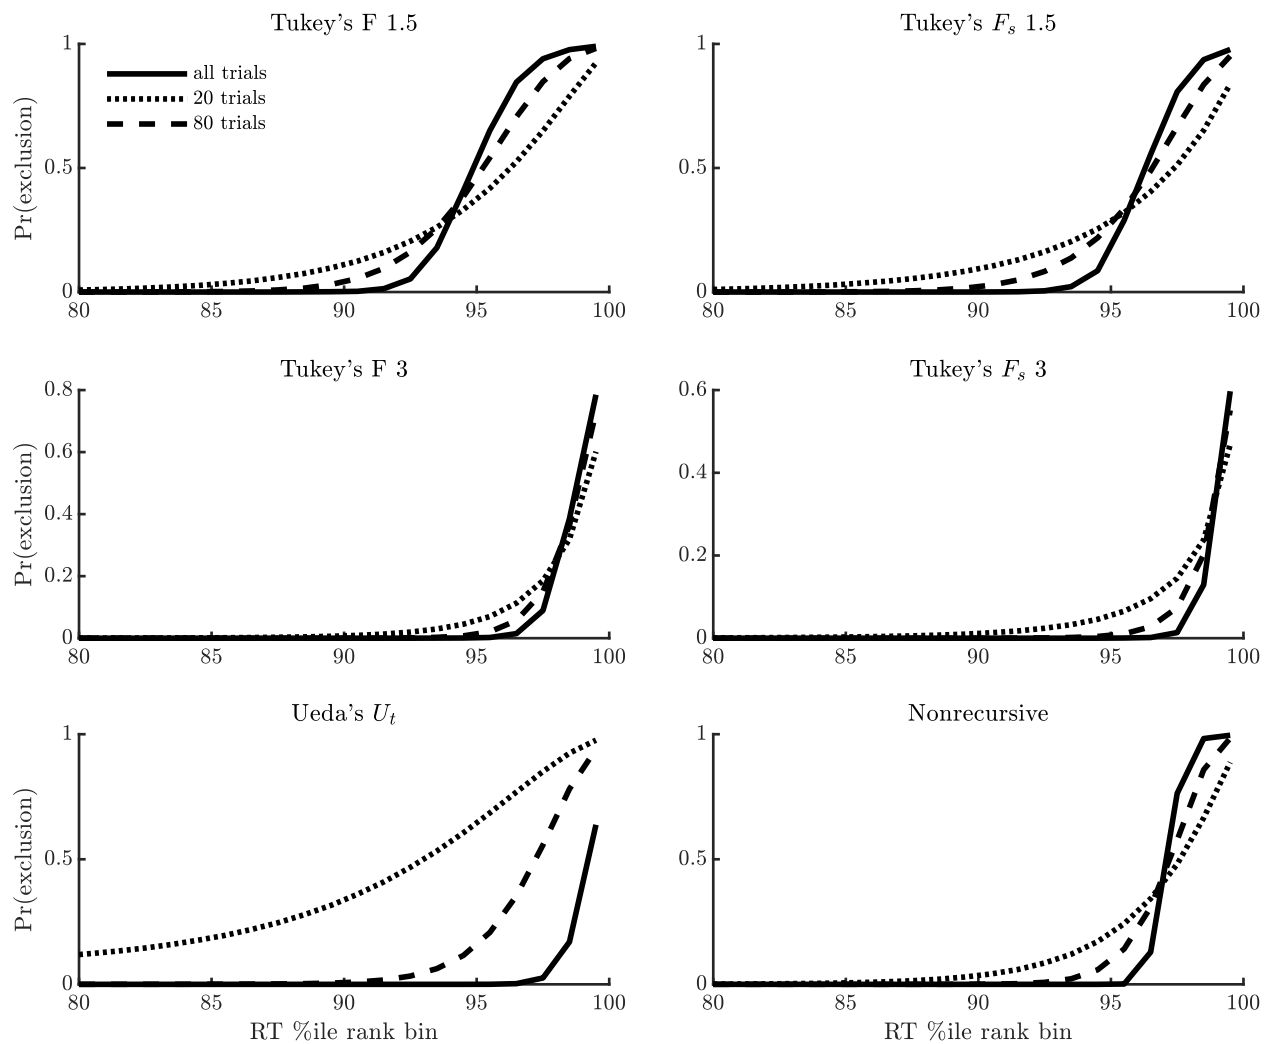 Tukey's F 1.5
Pr(exclusion)
1
0.5
0
all trials
20 trials
80 trials
80 85 90 95 100
Tukey's Fₛ 1.5
1
0.5
0
80 85 90 95 100
Tukey's F 3
Pr(exclusion)
0.8
0.6
0.4
0.2
0
80 85 90 95 100
Tukey's Fₛ 3
0.6
0.4
0.2
0
80 85 90 95 100
Ueda's Uₜ
Pr(exclusion)
1
0.5
0
80 85 90 95 100
RT %ile rank bin
Nonrecursive
1
0.5
0
80 85 90 95 100
RT %ile rank bin